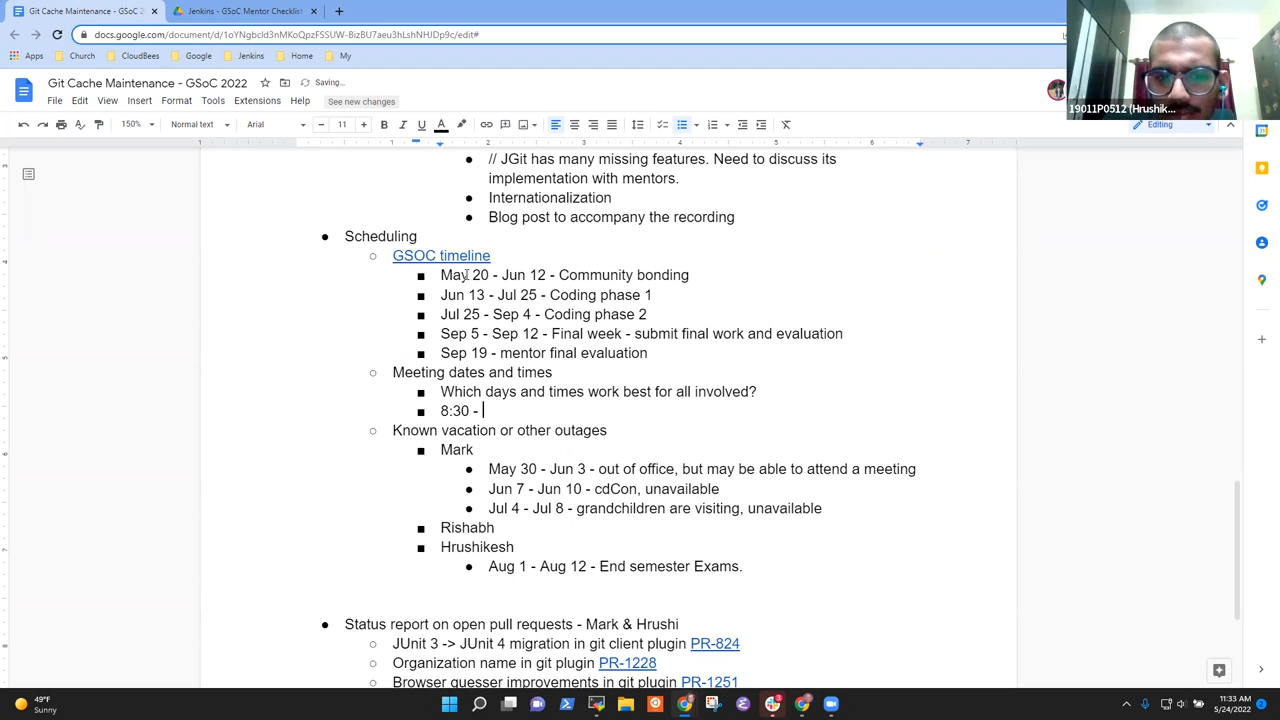 Git Cache Maintenance - GSoC 2
Jenkins - GSoC Mentor Checklist
docs.google.com/document/d/1oYNgbcld3nMKoQpzFSSUW-BizBU7aeu3hLshNHJDp9c/edit#
Apps Church CloudBees Google Jenkins Home My
Git Cache Maintenance - GSoC 2022 Saving...
File Edit View Insert Format Tools Extensions Help See new changes
19011P0512 (Hrushik...
150% Normal text Arial 11 Editing
// JGit has many missing features. Need to discuss its
implementation with mentors.
Internationalization
Blog post to accompany the recording
Scheduling
GSOC timeline
May 20 - Jun 12 - Community bonding
Jun 13 - Jul 25 - Coding phase 1
Jul 25 - Sep 4 - Coding phase 2
Sep 5 - Sep 12 - Final week - submit final work and evaluation
Sep 19 - mentor final evaluation
Meeting dates and times
Which days and times work best for all involved?
8:30 -
Known vacation or other outages
Mark
May 30 - Jun 3 - out of office, but may be able to attend a meeting
Jun 7 - Jun 10 - cdCon, unavailable
Jul 4 - Jul 8 - grandchildren are visiting, unavailable
Rishabh
Hrushikesh
Aug 1 - Aug 12 - End semester Exams.
Status report on open pull requests - Mark & Hrushi
JUnit 3 -> JUnit 4 migration in git client plugin PR-824
Organization name in git plugin PR-1228
Browser guesser improvements in git plugin PR-1251
49°F
Sunny
11:33 AM
5/24/2022